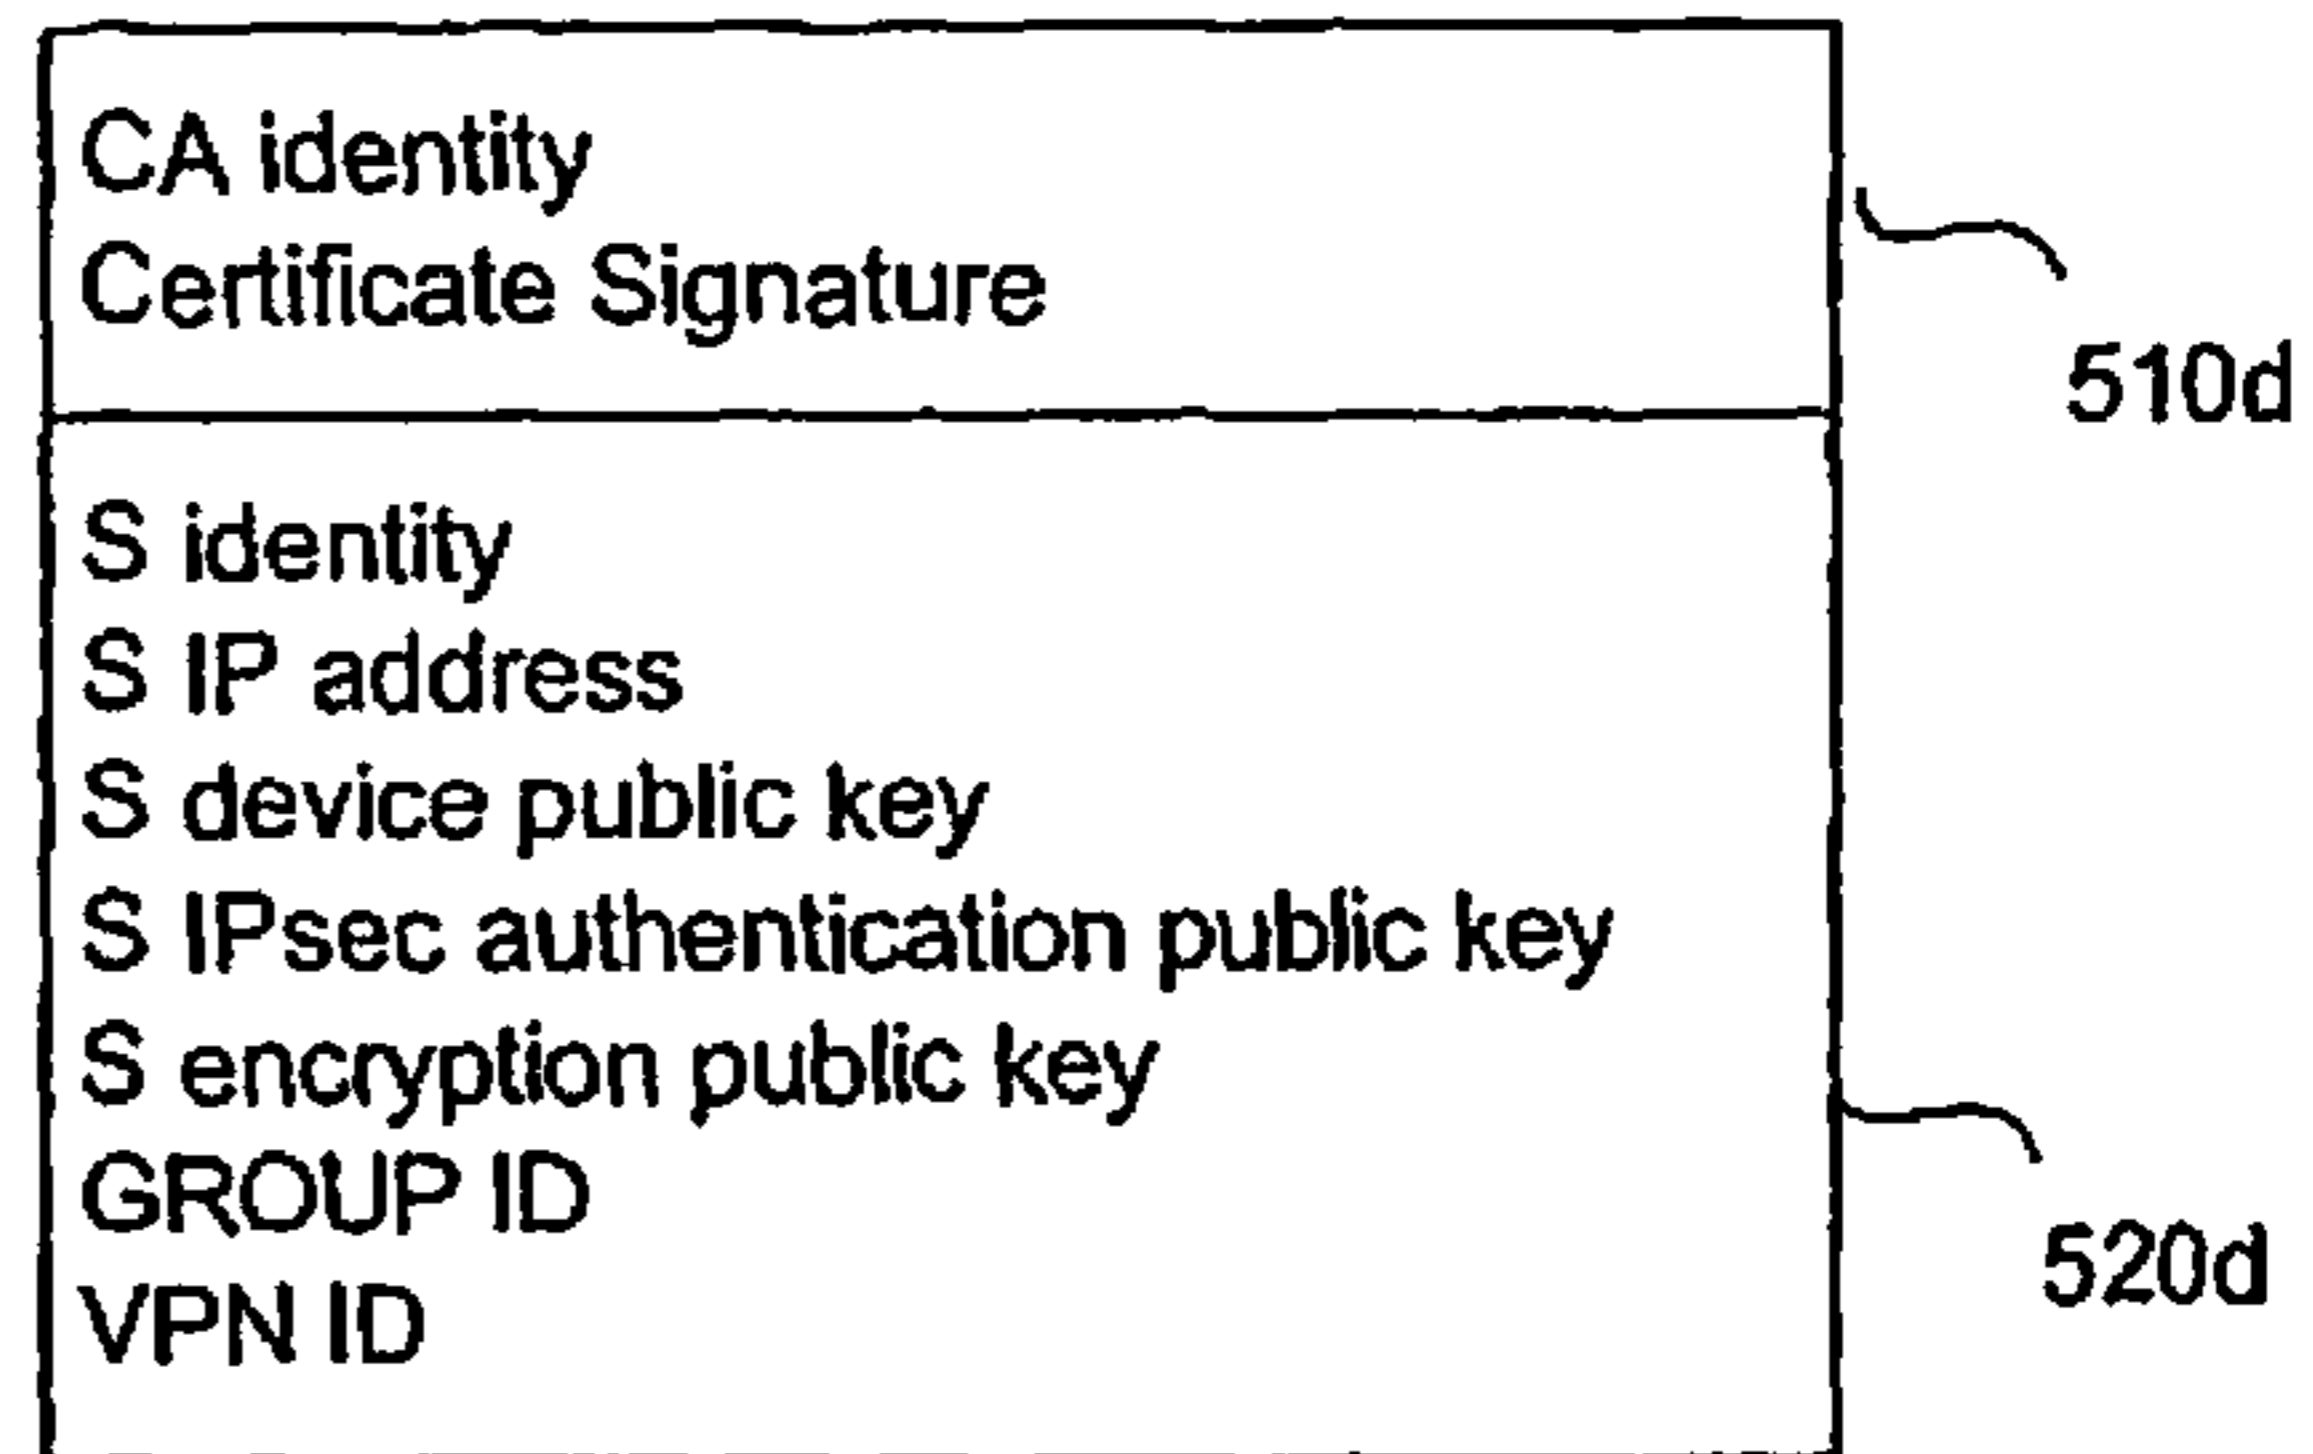 CA identity
Certificate Signature
510d
S identity
S IP address
S device public key
S IPsec authentication public key
S encryption public key
GROUP ID
VPN ID
520d